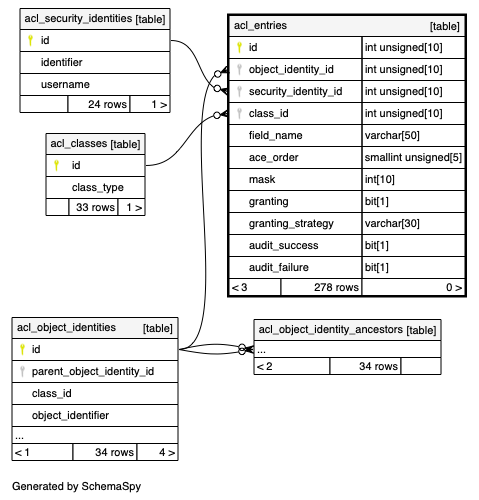 acl_security_identities [table]
id
identifier
username
24 rows 1 >
acl_classes [table]
id
class_type
33 rows 1 >
acl_entries [table]
id int unsigned[10]
object_identity_id int unsigned[10]
security_identity_id int unsigned[10]
class_id int unsigned[10]
field_name varchar[50]
ace_order smallint unsigned[5]
mask int[10]
granting bit[1]
granting_strategy varchar[30]
audit_success bit[1]
audit_failure bit[1]
< 3 278 rows 0 >
acl_object_identities [table]
id
parent_object_identity_id
class_id
object_identifier
...
< 1 34 rows 4 >
acl_object_identity_ancestors [table]
...
< 2 34 rows
Generated by SchemaSpy